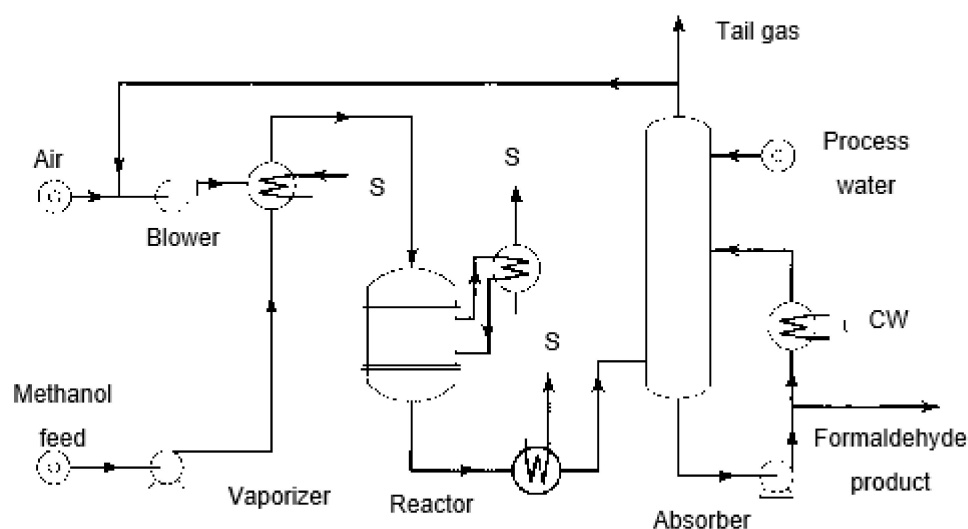 Tail gas
Air
S
S
Process
water
Blower
S
CW
Methanol
feed
Formaldehyde
product
Vaporizer
Reactor
Absorber